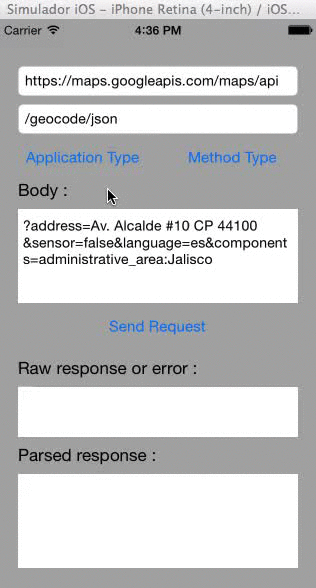 Simulador iOS - iPhone Retina (4-inch) / iOS...
Carrier 4:36 PM
https://maps.googleapis.com/maps/api
/geocode/json
Application Type Method Type
Body :
?address=Av. Alcalde #10 CP 44100
&sensor=false&language=es&component
s=administrative_area:Jalisco
Send Request
Raw response or error :
Parsed response :